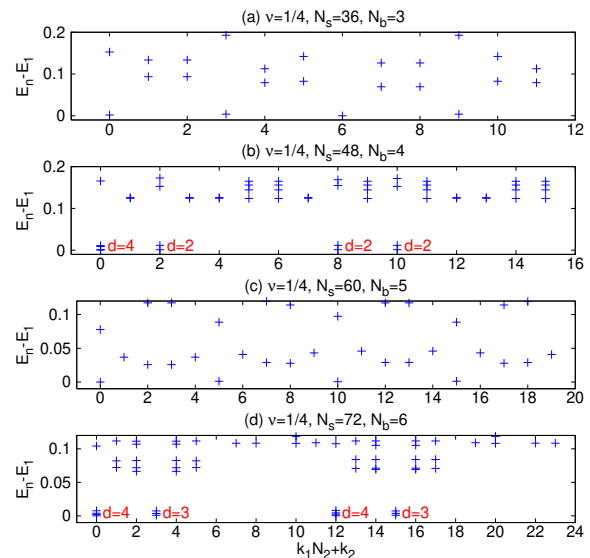 (a) ν=1/4, N_s=36, N_b=3
0.2
0.1
0
E_n-E_1
0 2 4 6 8 10 12
(b) ν=1/4, N_s=48, N_b=4
0.2
0.1
0
E_n-E_1
d=4 d=2 d=2 d=2
0 2 4 6 8 10 12 14 16
(c) ν=1/4, N_s=60, N_b=5
0.1
0.05
0
E_n-E_1
0 2 4 6 8 10 12 14 16 18 20
(d) ν=1/4, N_s=72, N_b=6
0.1
0.05
0
E_n-E_1
d=4 d=3 d=4 d=3
0 2 4 6 8 10 12 14 16 18 20 22 24
k_1N_2+k_2